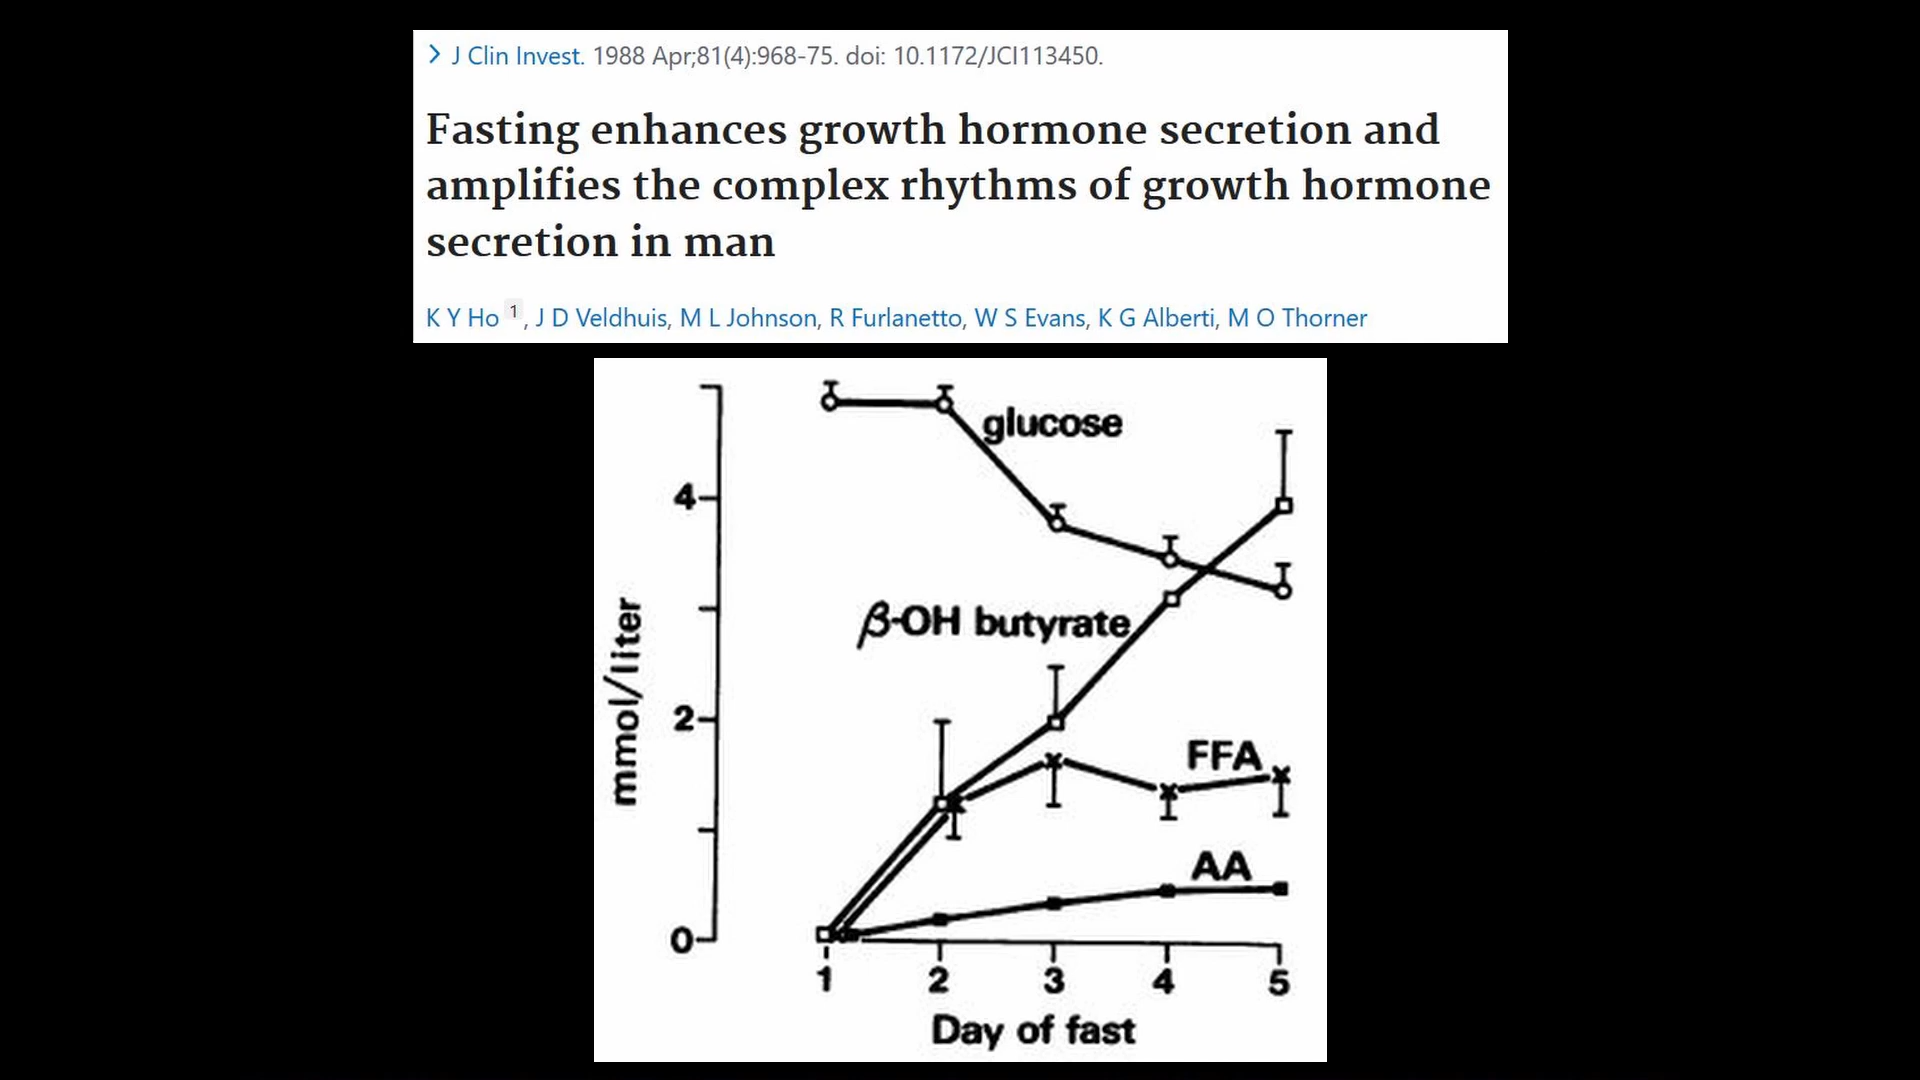 J Clin Invest. 1988 Apr;81(4):968-75. doi: 10.1172/JCI113450.
Fasting enhances growth hormone secretion and
amplifies the complex rhythms of growth hormone
secretion in man
K Y Ho 1, J D Veldhuis, M L Johnson, R Furlanetto, W S Evans, K G Alberti, M O Thorner
glucose
4
β-OH butyrate
mmol/liter
2
FFA
AA
0
1 2 3 4 5
Day of fast